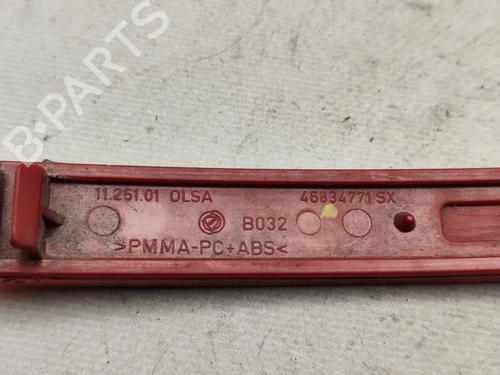 B-PARTS
11.251.01 OLSA 46834771 SX
B032
>PMMA-PC+ABS<